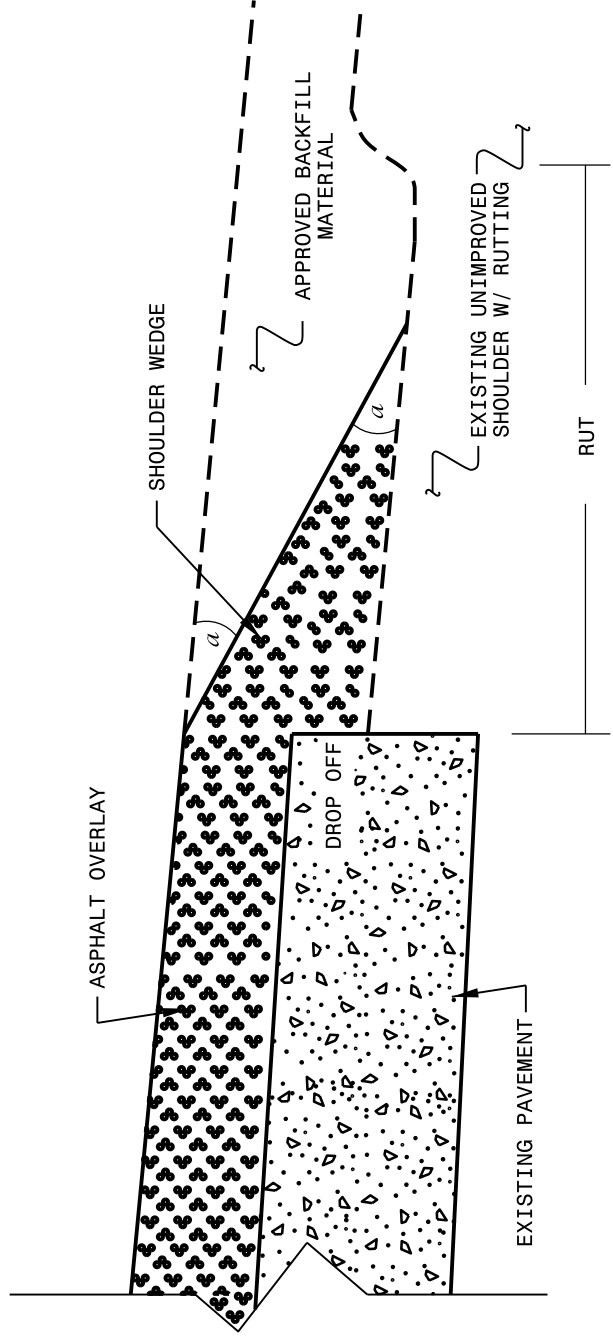 ASPHALT OVERLAY
SHOULDER WEDGE
a
APPROVED BACKFILL
MATERIAL
DROP OFF
a
EXISTING UNIMPROVED
SHOULDER W/ RUTTING
EXISTING PAVEMENT
RUT